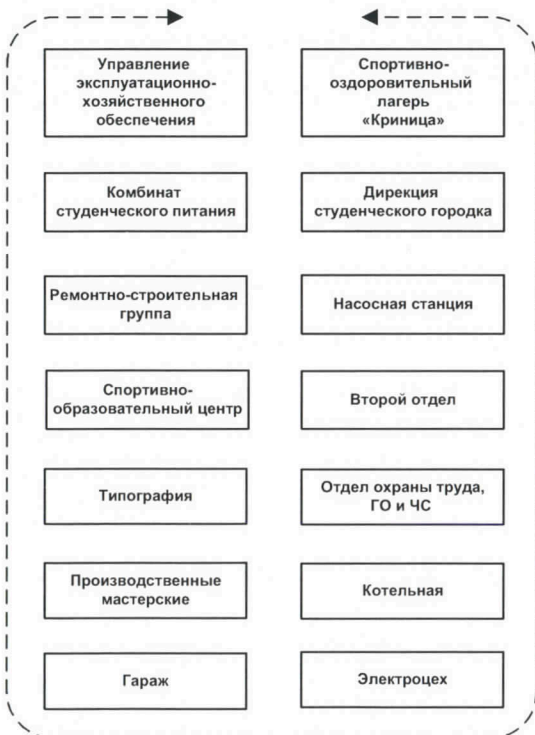 Управление
эксплуатационно-
хозяйственного
обеспечения
Спортивно-
оздоровительный
лагерь
«Криница»
Комбинат
студенческого питания
Дирекция
студенческого городка
Ремонтно-строительная
группа
Насосная станция
Спортивно-
образовательный центр
Второй отдел
Типография
Отдел охраны труда,
ГО и ЧС
Производственные
мастерские
Котельная
Гараж
Электроцех